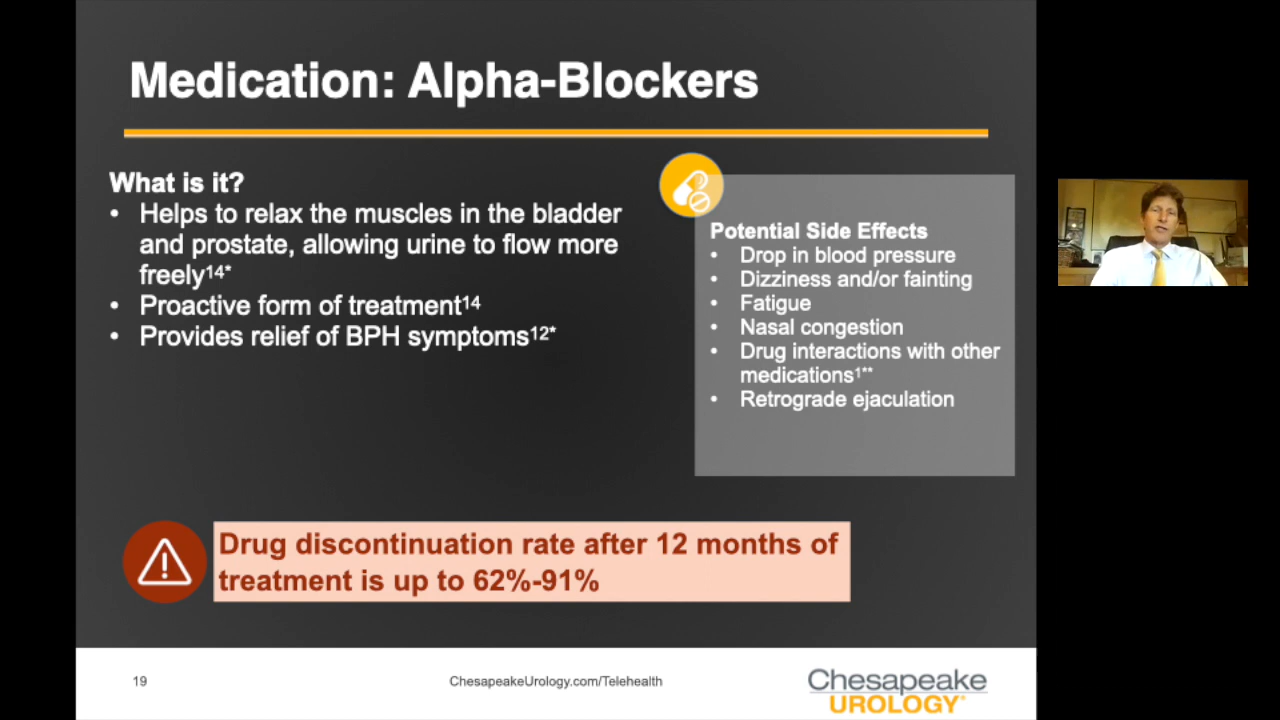 Medication: Alpha-Blockers
What is it?
• Helps to relax the muscles in the bladder
and prostate, allowing urine to flow more
freely14*
• Proactive form of treatment14
• Provides relief of BPH symptoms12*
Potential Side Effects
• Drop in blood pressure
• Dizziness and/or fainting
• Fatigue
• Nasal congestion
• Drug interactions with other
medications1**
• Retrograde ejaculation
Drug discontinuation rate after 12 months of
treatment is up to 62%-91%
19
ChesapeakeUrology.com/Telehealth
Chesapeake
UROLOGY®